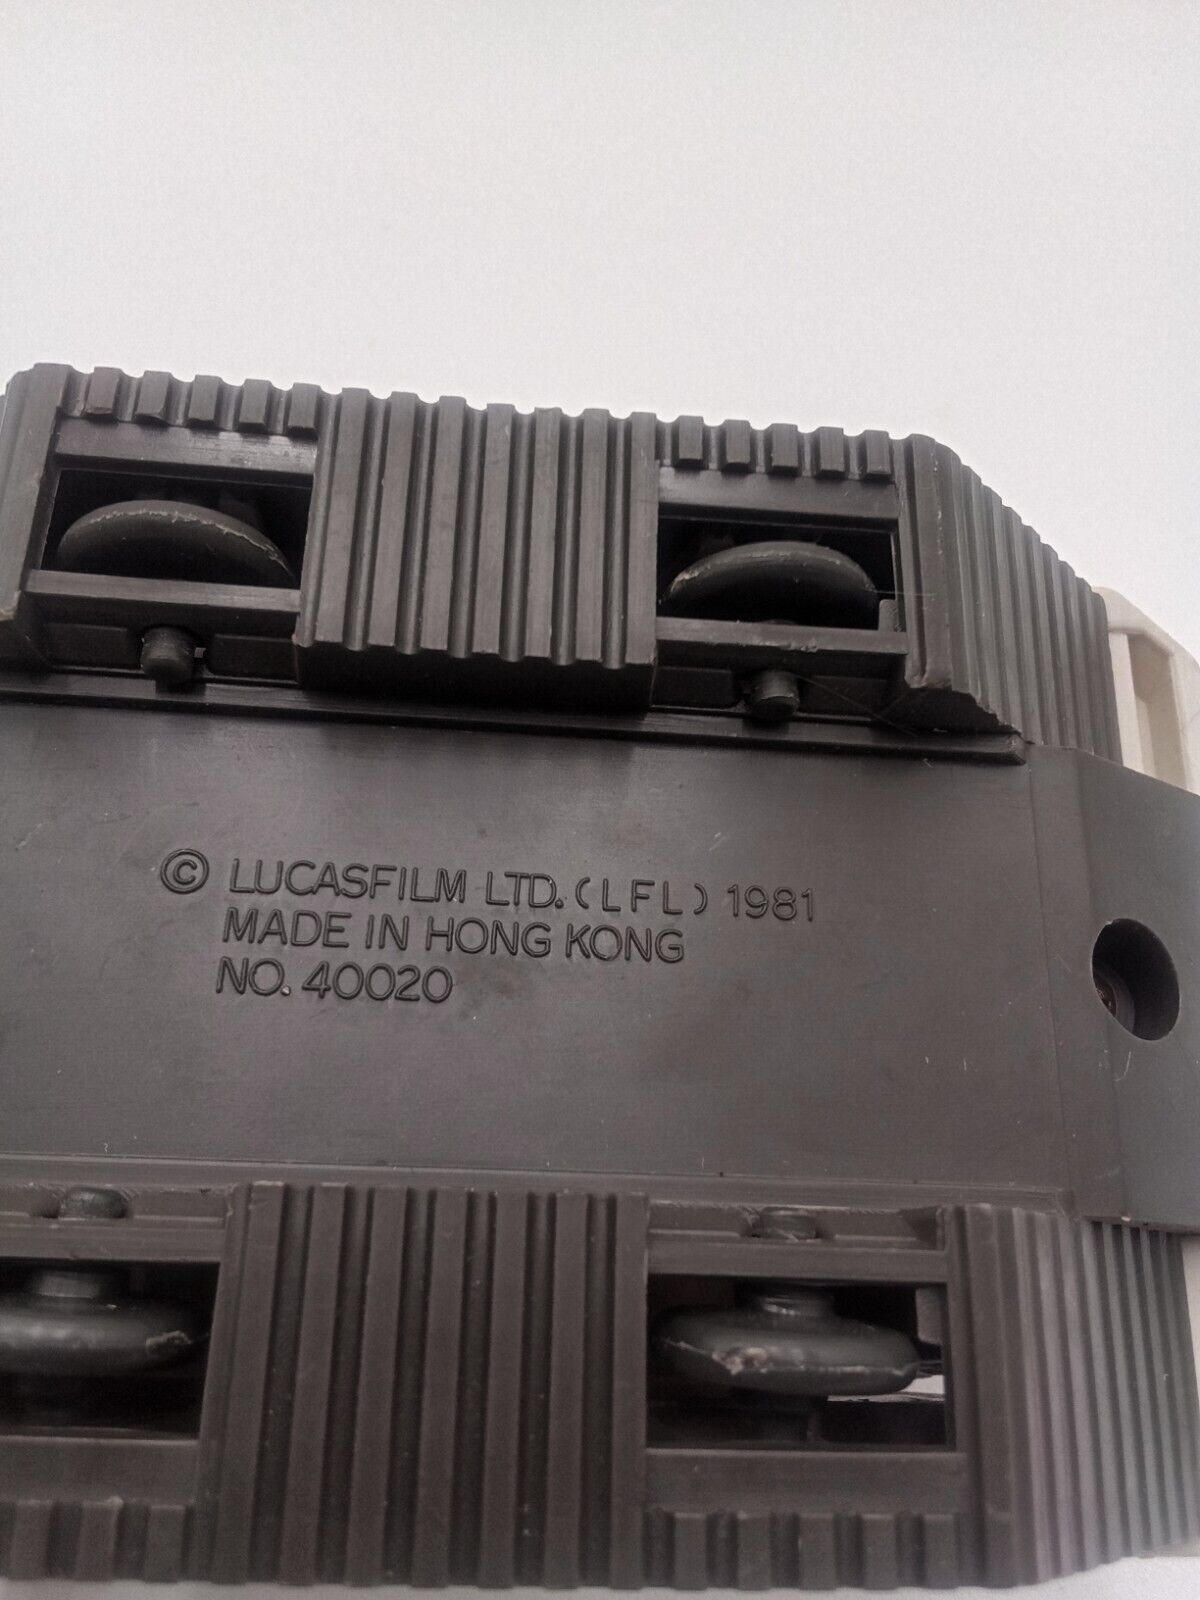 © LUCASFILM LTD. (LFL) 1981
MADE IN HONG KONG
NO. 40020